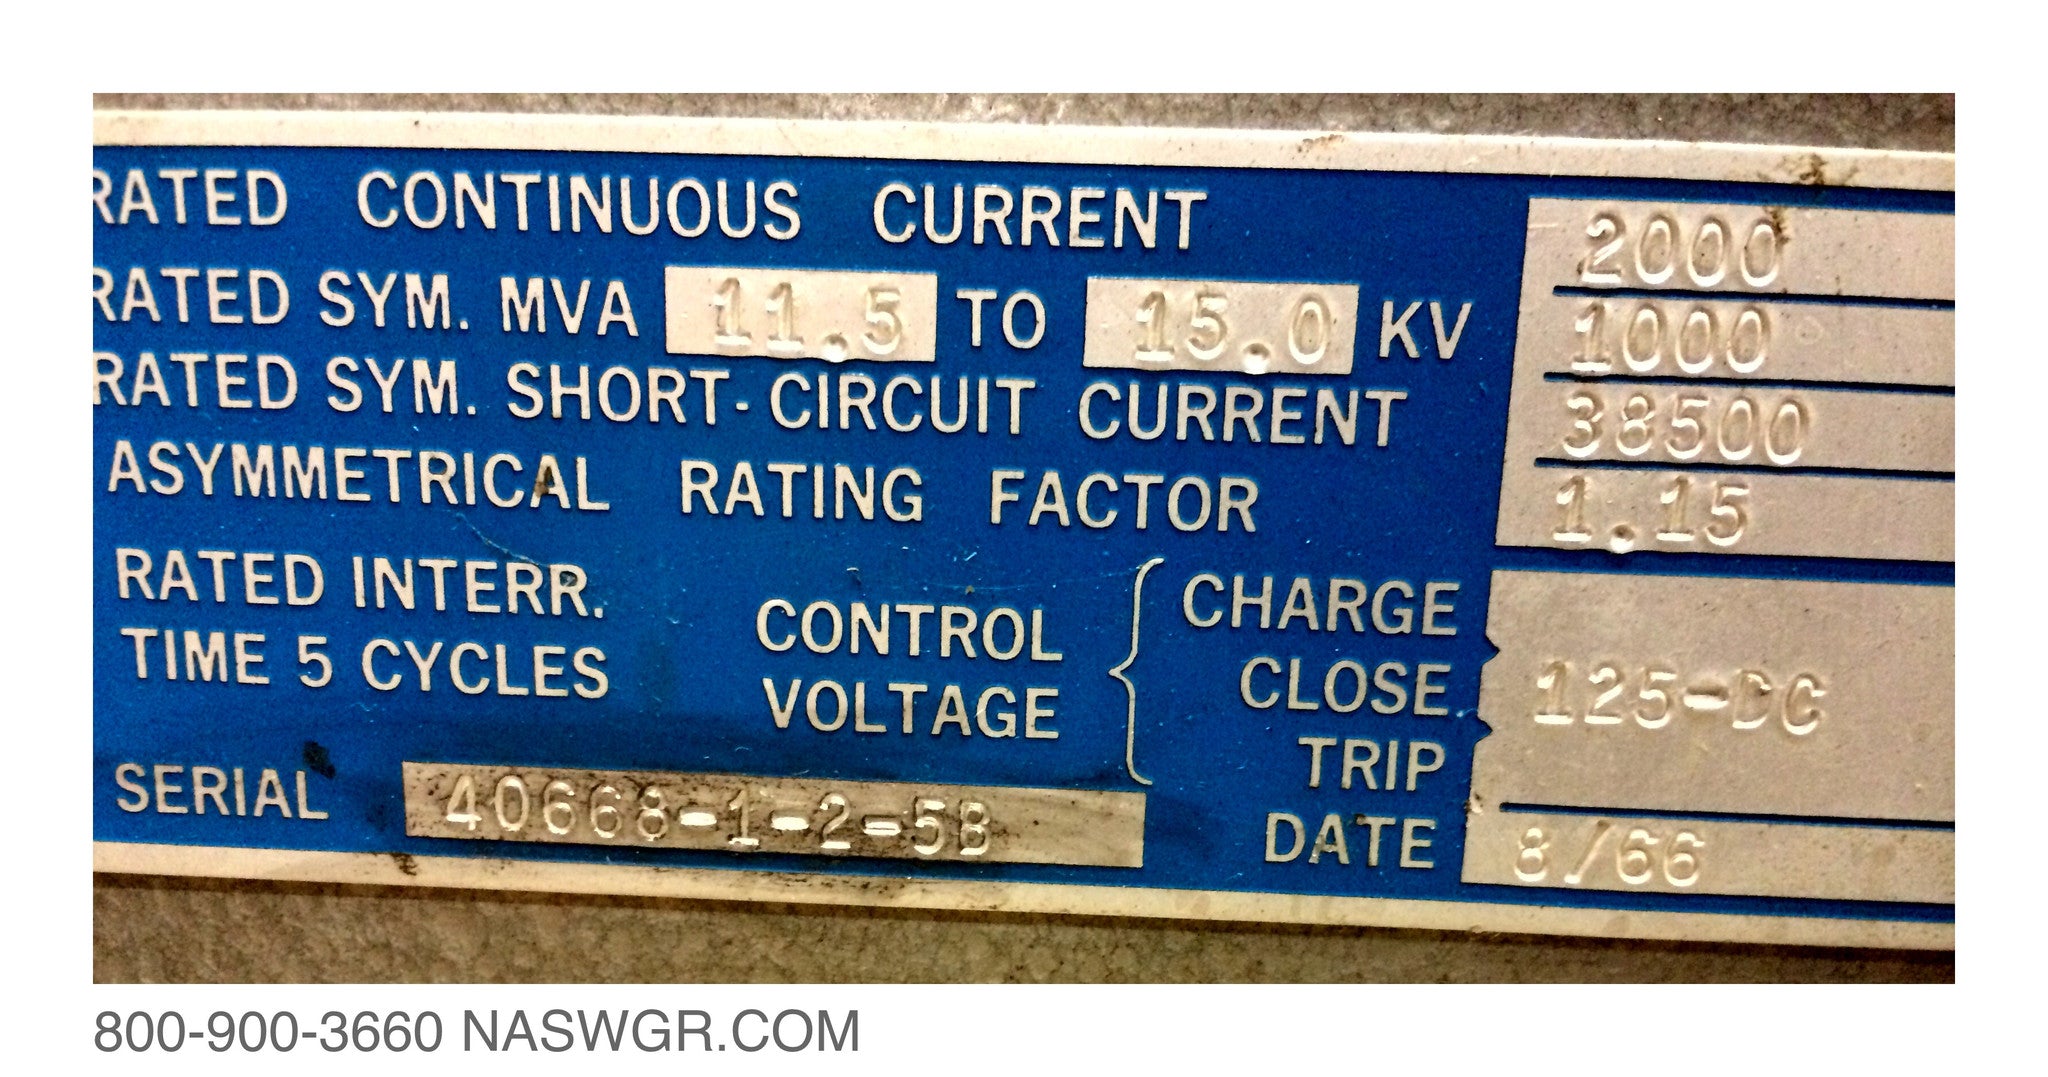 RATED CONTINUOUS CURRENT 2000
RATED SYM. MVA 11.5 TO 15.0 KV 1000
RATED SYM. SHORT-CIRCUIT CURRENT 38500
ASYMMETRICAL RATING FACTOR 1.15
RATED INTERR.
TIME 5 CYCLES
CONTROL
VOLTAGE
CHARGE
CLOSE 125-DC
TRIP
SERIAL 40668-1-2-5B
DATE 8/66
800-900-3660 NASWGR.COM